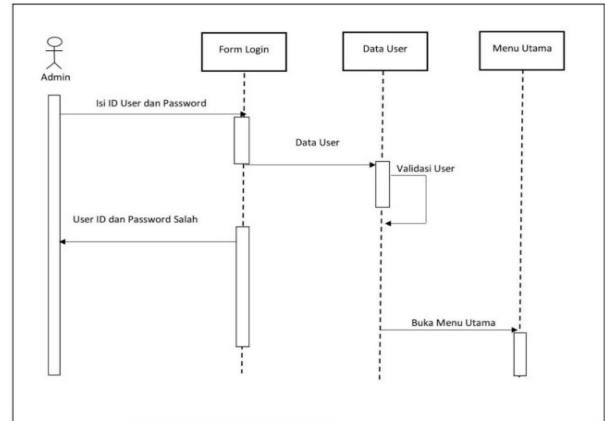 Form Login
Data User
Menu Utama
Admin
Isi ID User dan Password
Data User
Validasi User
User ID dan Password Salah
Buka Menu Utama